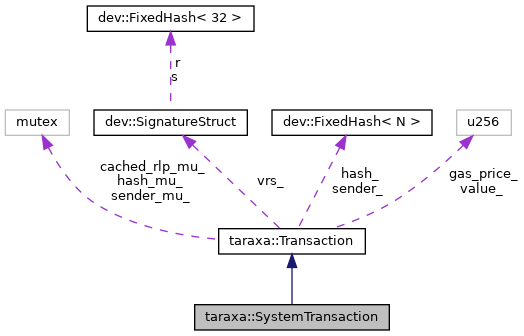 dev::FixedHash< 32 >
r
s
mutex
dev::SignatureStruct
dev::FixedHash< N >
u256
cached_rlp_mu_
hash_mu_
sender_mu_
vrs_
hash_
sender_
gas_price_
value_
taraxa::Transaction
taraxa::SystemTransaction